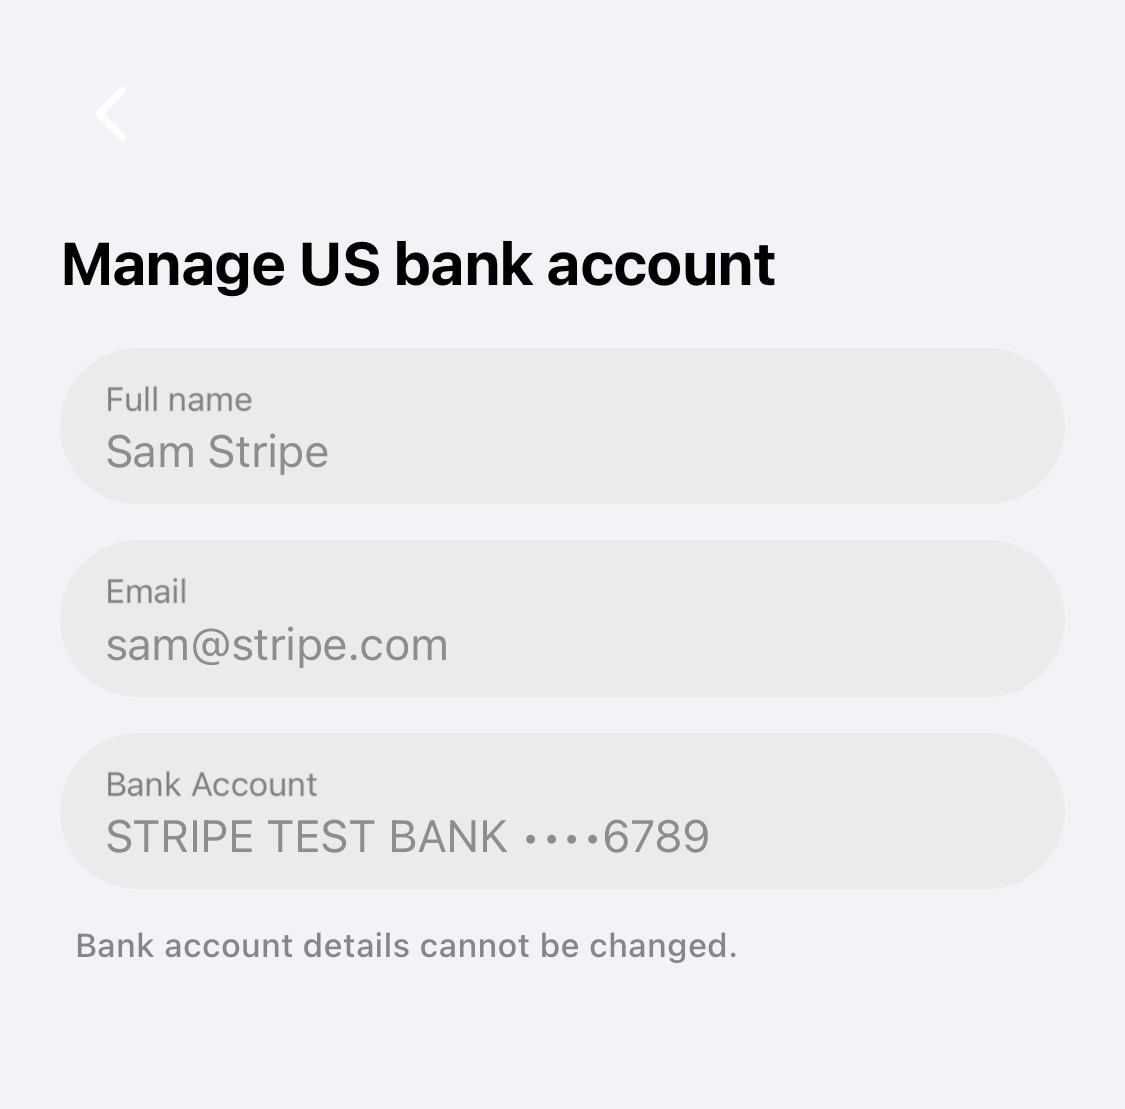 Manage US bank account
Full name
Sam Stripe
Email
sam@stripe.com
Bank Account
STRIPE TEST BANK ••••6789
Bank account details cannot be changed.